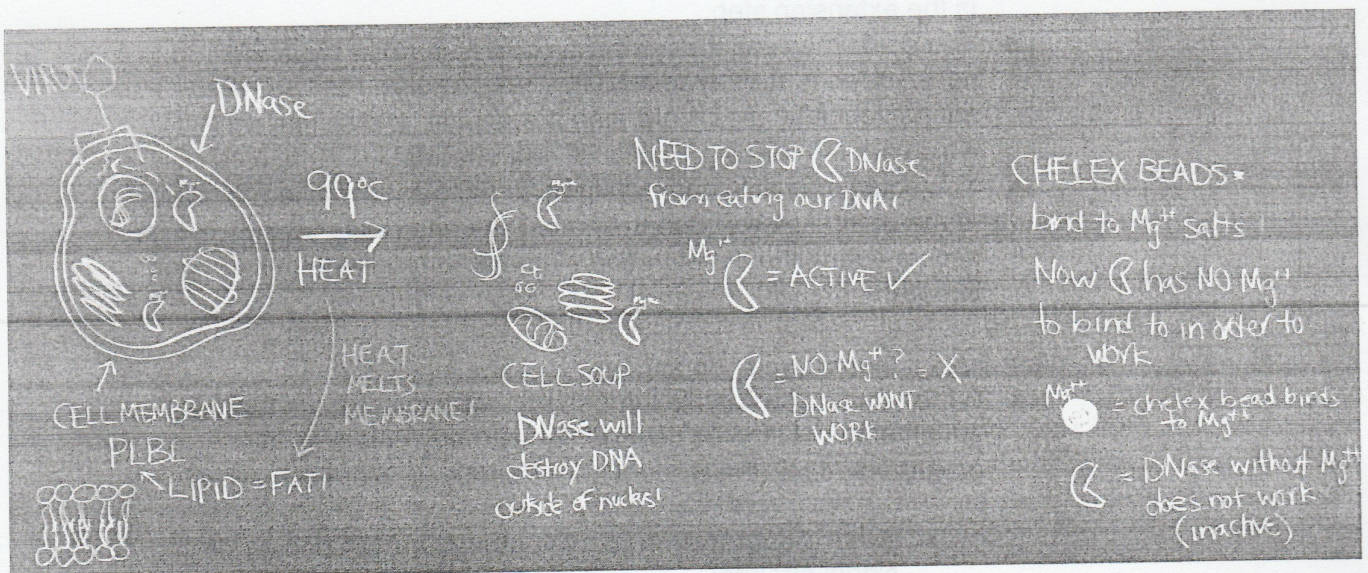 VIRUS
DNase
99°C
HEAT
HEAT
MELTS
MEMBRANE!
CELL MEMBRANE
PLBL
LIPID = FAT!
Mg++
CELL SOUP
DNase will
destroy DNA
outside of nucleus!
NEED TO STOP DNase
from eating our DNA!
Mg++
= ACTIVE ✓
= NO Mg++ ? = X
DNase WONT
WORK
CHELEX BEADS =
bind to Mg++ salts
Now has NO Mg++
to bind to in order to
WORK
Mg++
= chelex bead binds
to Mg++
= DNase without Mg++
does not work
(inactive)